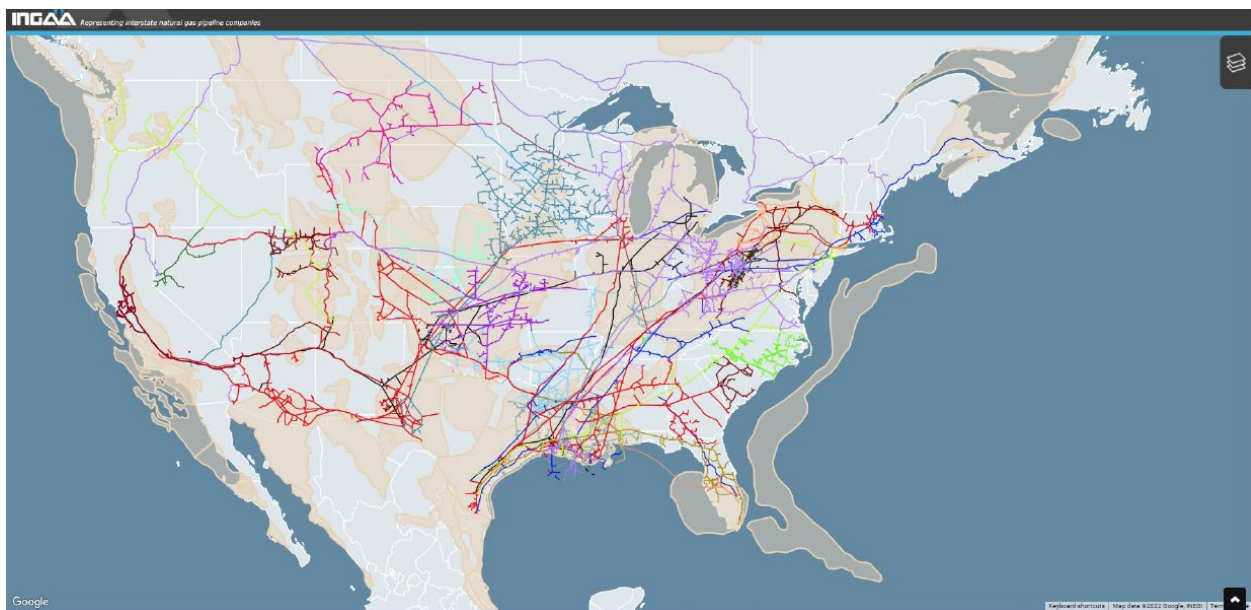 INGAA Representing interstate natural gas pipeline companies
Google
Keyboard shortcuts Map data ©2022 Google, INEGI